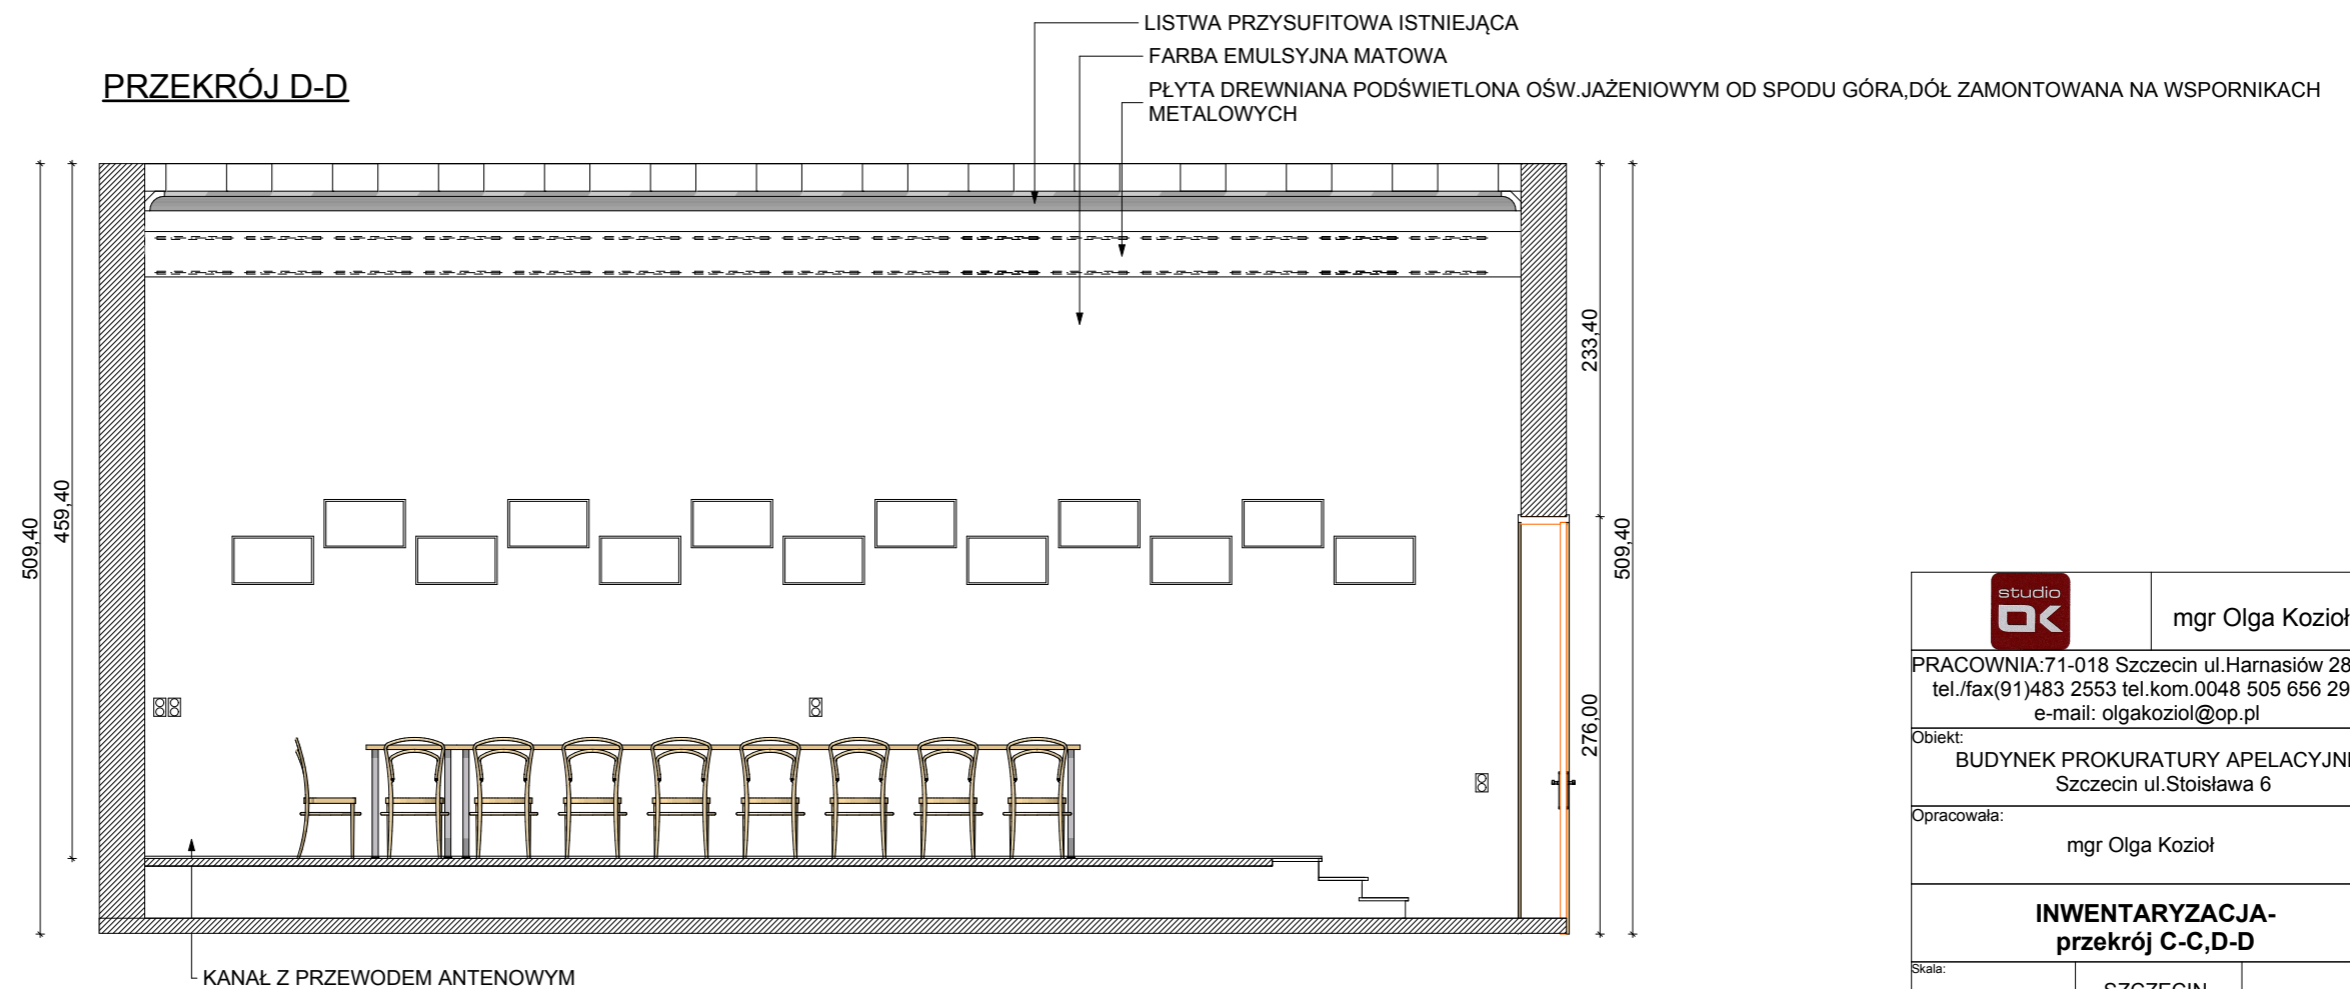 LISTWA PRZYSUFITOWA ISTNIEJĄCA
FARBA EMULSYJNA MATOWA
PRZEKRÓJ D-D
PŁYTA DREWNIANA PODŚWIETLONA OŚW.JAŻENIOWYM OD SPODU GÓRA,DÓŁ ZAMONTOWANA NA WSPORNIKACH
METALOWYCH
509,40
459,40
233,40
276,00
509,40
KANAŁ Z PRZEWODEM ANTENOWYM
studio
OK
mgr Olga Kozioł
PRACOWNIA:71-018 Szczecin ul.Harnasiów 28
tel./fax(91)483 2553 tel.kom.0048 505 656 29
e-mail: olgakoziol@op.pl
Obiekt:
BUDYNEK PROKURATURY APELACYJN
Szczecin ul.Stoisława 6
Opracowała:
mgr Olga Kozioł
INWENTARYZACJA-
przekrój C-C,D-D
Skala:
SZCZECIN